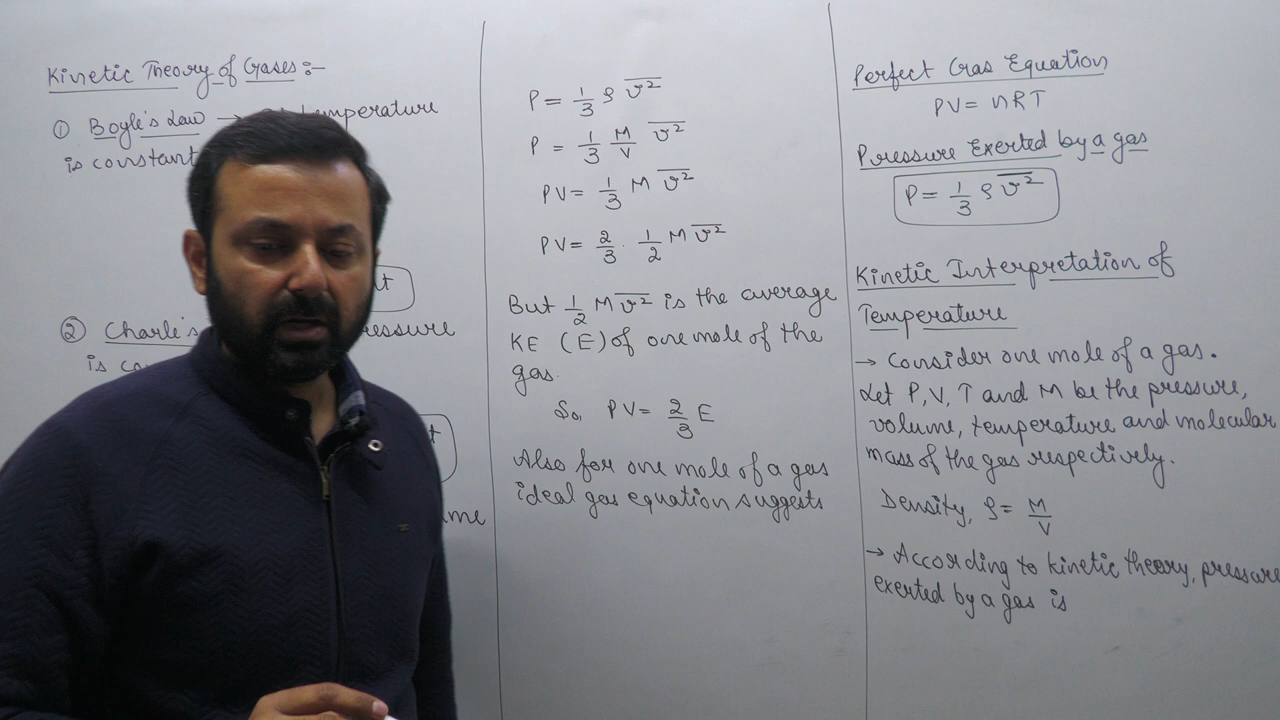 Kinetic Theory of Gases :-
① Boyle's Law → temperature
is constant
t
② Charle's ressure
is co
t
ume
P = 1/3 ρ v̅²
P = 1/3 M/V v̅²
PV = 1/3 M v̅²
PV = 2/3 . 1/2 M v̅²
But 1/2 M v̅² is the average
KE (E) of one mole of the
gas.
So, PV = 2/3 E
Also for one mole of a gas
ideal gas equation suggests
Perfect Gas Equation
PV = nRT
Pressure Exerted by a gas
P = 1/3 ρ v̅²
Kinetic Interpretation of
Temperature
→ Consider one mole of a gas.
Let P, V, T and M be the pressure,
volume, temperature and molecular
mass of the gas respectively.
Density, ρ = M/V
→ According to kinetic theory, pressure
exerted by a gas is